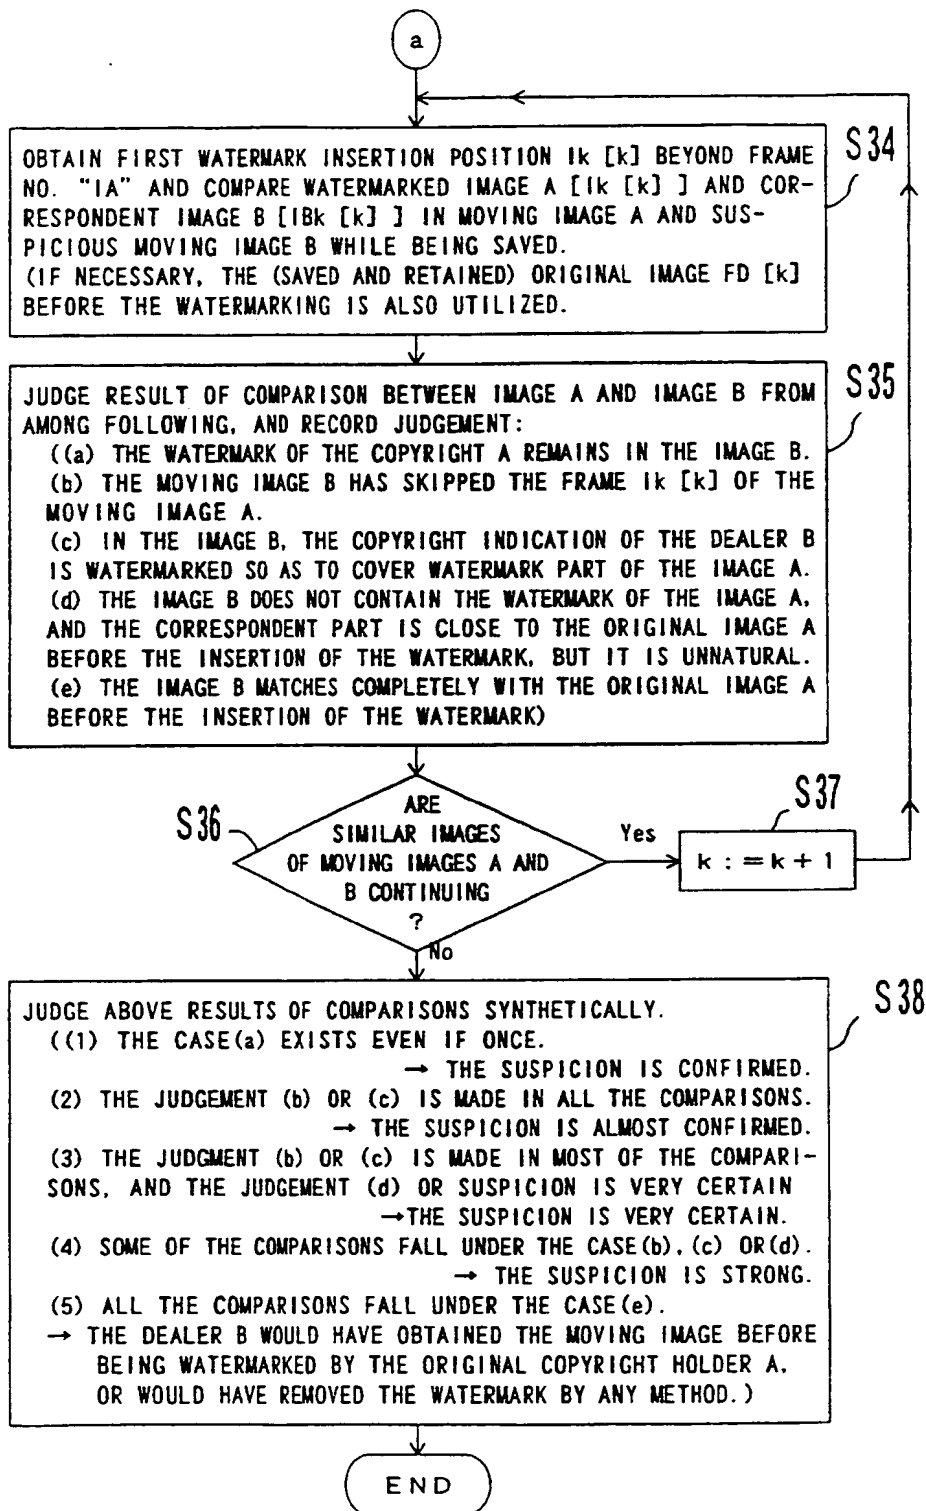 a
OBTAIN FIRST WATERMARK INSERTION POSITION Ik [k] BEYOND FRAME
NO. "IA" AND COMPARE WATERMARKED IMAGE A [Ik [k] ] AND COR-
RESPONDENT IMAGE B [IBk [k] ] IN MOVING IMAGE A AND SUS-
PICIOUS MOVING IMAGE B WHILE BEING SAVED.
(IF NECESSARY, THE (SAVED AND RETAINED) ORIGINAL IMAGE FD [k]
BEFORE THE WATERMARKING IS ALSO UTILIZED.
S34
JUDGE RESULT OF COMPARISON BETWEEN IMAGE A AND IMAGE B FROM
AMONG FOLLOWING, AND RECORD JUDGEMENT:
((a) THE WATERMARK OF THE COPYRIGHT A REMAINS IN THE IMAGE B.
(b) THE MOVING IMAGE B HAS SKIPPED THE FRAME Ik [k] OF THE
MOVING IMAGE A.
(c) IN THE IMAGE B, THE COPYRIGHT INDICATION OF THE DEALER B
IS WATERMARKED SO AS TO COVER WATERMARK PART OF THE IMAGE A.
(d) THE IMAGE B DOES NOT CONTAIN THE WATERMARK OF THE IMAGE A,
AND THE CORRESPONDENT PART IS CLOSE TO THE ORIGINAL IMAGE A
BEFORE THE INSERTION OF THE WATERMARK, BUT IT IS UNNATURAL.
(e) THE IMAGE B MATCHES COMPLETELY WITH THE ORIGINAL IMAGE A
BEFORE THE INSERTION OF THE WATERMARK)
S35
S36
ARE
SIMILAR IMAGES
OF MOVING IMAGES A AND
B CONTINUING
?
Yes
S37
k : = k + 1
No
JUDGE ABOVE RESULTS OF COMPARISONS SYNTHETICALLY.
((1) THE CASE(a) EXISTS EVEN IF ONCE.
→ THE SUSPICION IS CONFIRMED.
(2) THE JUDGEMENT (b) OR (c) IS MADE IN ALL THE COMPARISONS.
→ THE SUSPICION IS ALMOST CONFIRMED.
(3) THE JUDGMENT (b) OR (c) IS MADE IN MOST OF THE COMPARI-
SONS, AND THE JUDGEMENT (d) OR SUSPICION IS VERY CERTAIN
→THE SUSPICION IS VERY CERTAIN.
(4) SOME OF THE COMPARISONS FALL UNDER THE CASE(b), (c) OR(d).
→ THE SUSPICION IS STRONG.
(5) ALL THE COMPARISONS FALL UNDER THE CASE(e).
→ THE DEALER B WOULD HAVE OBTAINED THE MOVING IMAGE BEFORE
BEING WATERMARKED BY THE ORIGINAL COPYRIGHT HOLDER A,
OR WOULD HAVE REMOVED THE WATERMARK BY ANY METHOD.)
S38
END